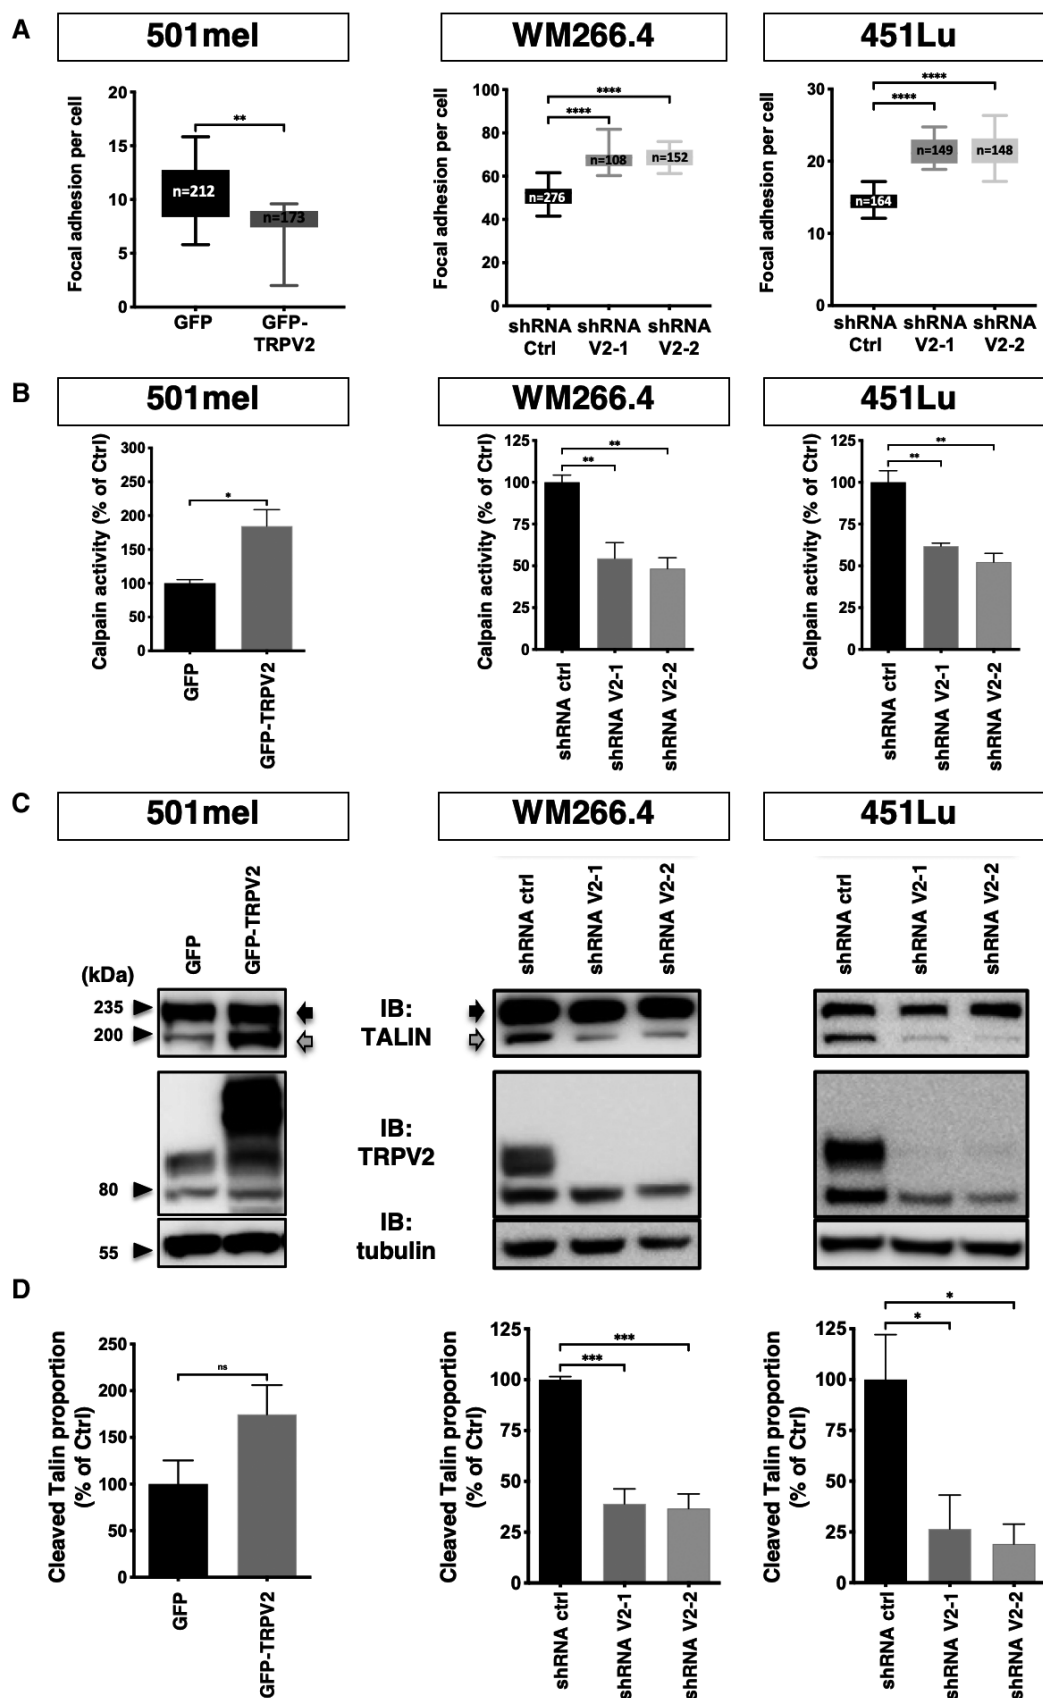 A
501mel
WM266.4
451Lu
Focal adhesion per cell
20
15
10
5
0
**
n=212
n=173
GFP
GFP-
TRPV2
Focal adhesion per cell
100
80
60
40
20
0
****
****
n=276
n=108
n=152
shRNA Ctrl
shRNA V2-1
shRNA V2-2
Focal adhesion per cell
30
20
10
0
****
****
n=164
n=149
n=148
shRNA Ctrl
shRNA V2-1
shRNA V2-2
B
501mel
WM266.4
451Lu
Calpain activity (% of Ctrl)
300
250
200
150
100
50
0
*
GFP
GFP-TRPV2
Calpain activity (% of Ctrl)
125
100
75
50
25
0
**
**
shRNA ctrl
shRNA V2-1
shRNA V2-2
Calpain activity (% of Ctrl)
125
100
75
50
25
0
**
**
shRNA ctrl
shRNA V2-1
shRNA V2-2
C
501mel
WM266.4
451Lu
GFP
GFP-TRPV2
shRNA ctrl
shRNA V2-1
shRNA V2-2
shRNA ctrl
shRNA V2-1
shRNA V2-2
(kDa)
235
200
80
55
IB:
TALIN
IB:
TRPV2
IB:
tubulin
D
Cleaved Talin proportion
(% of Ctrl)
250
200
150
100
50
0
ns
GFP
GFP-TRPV2
Cleaved Talin proportion
(% of Ctrl)
125
100
75
50
25
0
***
***
shRNA ctrl
shRNA V2-1
shRNA V2-2
Cleaved Talin proportion
(% of Ctrl)
125
100
75
50
25
0
*
*
shRNA ctrl
shRNA V2-1
shRNA V2-2